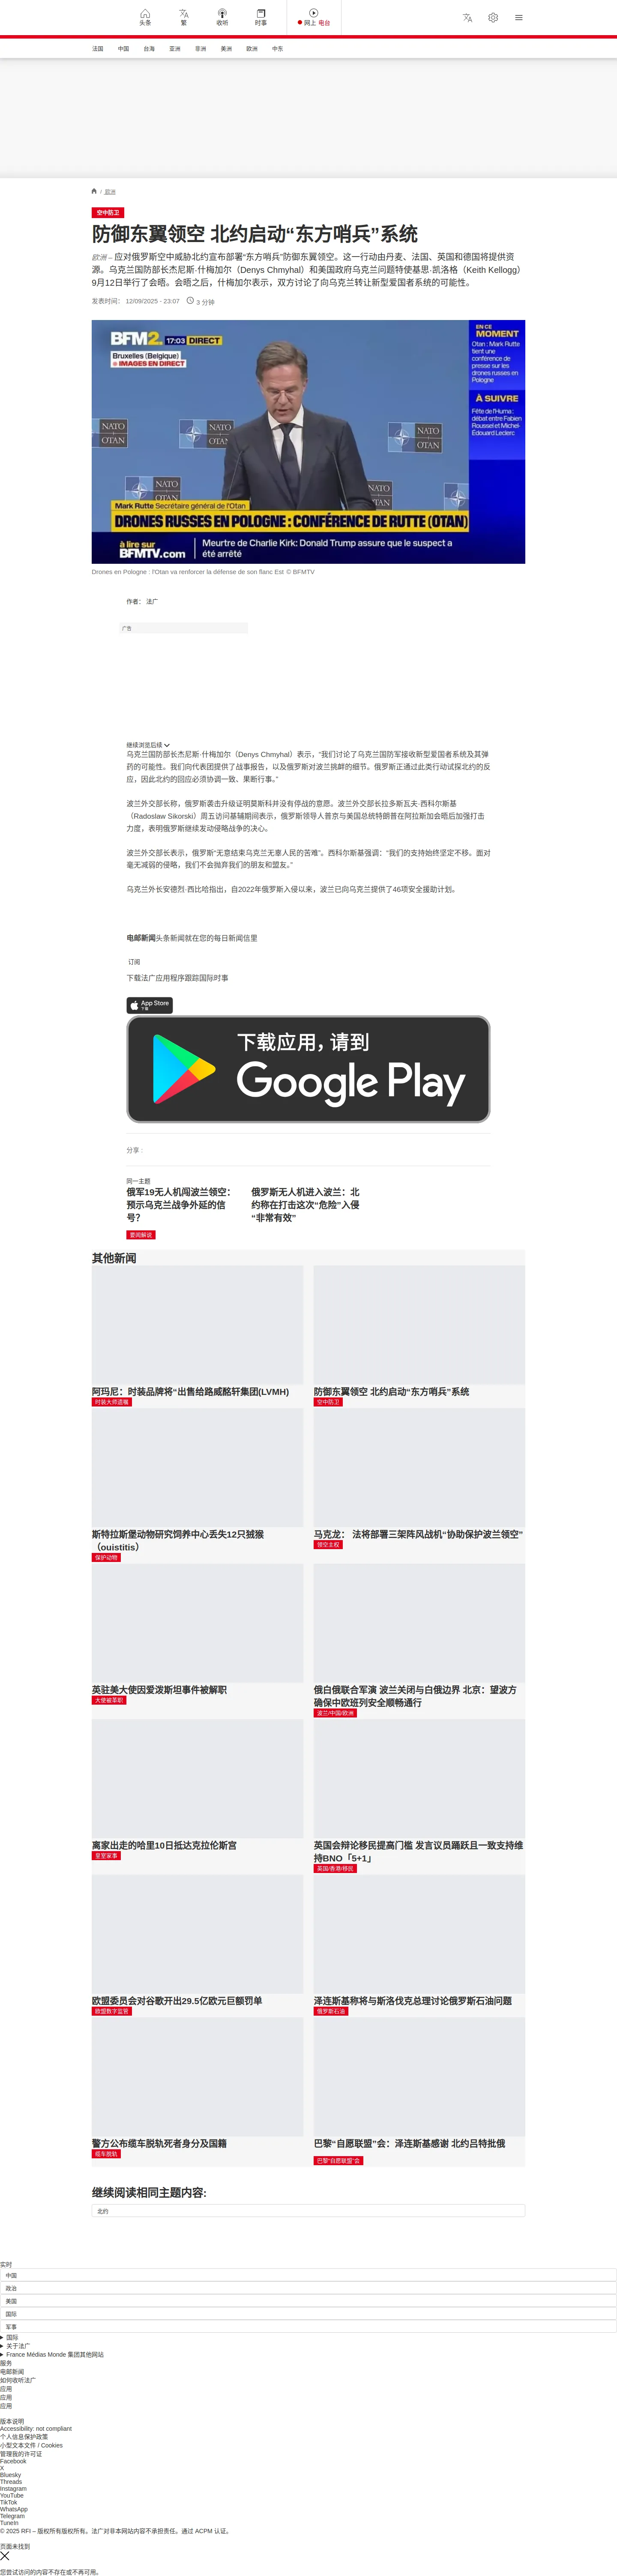 头条
繁
收听
时事
网上 电台
法国
中国
台海
亚洲
非洲
美洲
欧洲
中东
/ 欧洲
空中防卫
防御东翼领空 北约启动“东方哨兵”系统
欧洲 – 应对俄罗斯空中威胁北约宣布部署“东方哨兵”防御东翼领空。这一行动由丹麦、法国、英国和德国将提供资
源。乌克兰国防部长杰尼斯·什梅加尔（Denys Chmyhal）和美国政府乌克兰问题特使基思·凯洛格（Keith Kellogg）
9月12日举行了会晤。会晤之后，什梅加尔表示，双方讨论了向乌克兰转让新型爱国者系统的可能性。
发表时间： 12/09/2025 - 23:07 3 分钟
BFM2. 17:03 DIRECT
Bruxelles (Belgique)
IMAGES EN DIRECT
EN CE
MOMENT
Otan : Mark Rutte
tient une
conférence de
presse sur les
drones russes en
Pologne
À SUIVRE
Fête de l'Huma :
débat entre Fabien
Roussel et Michel-
Édouard Leclerc
NATO
OTAN
NATO
OTAN
NATO
OTAN
NATO
OTAN
NATO
OTAN
NATO
OTAN
NATO
OTAN
Mark Rutte Secrétaire général de l'Otan
DRONES RUSSES EN POLOGNE : CONFÉRENCE DE RUTTE (OTAN)
à lire sur
BFMTV.com
Meurtre de Charlie Kirk: Donald Trump assure que le suspect a
été arrêté
Drones en Pologne : l'Otan va renforcer la défense de son flanc Est © BFMTV
作者： 法广
广告
继续浏览后续
乌克兰国防部长杰尼斯·什梅加尔（Denys Chmyhal）表示，“我们讨论了乌克兰国防军接收新型爱国者系统及其弹
药的可能性。我们向代表团提供了战事报告，以及俄罗斯对波兰挑衅的细节。俄罗斯正通过此类行动试探北约的反
应，因此北约的回应必须协调一致、果断行事。”
波兰外交部长称，俄罗斯袭击升级证明莫斯科并没有停战的意愿。波兰外交部长拉多斯瓦夫·西科尔斯基
（Radoslaw Sikorski）周五访问基辅期间表示，俄罗斯领导人普京与美国总统特朗普在阿拉斯加会晤后加强打击
力度，表明俄罗斯继续发动侵略战争的决心。
波兰外交部长表示，俄罗斯“无意结束乌克兰无辜人民的苦难”。西科尔斯基强调：“我们的支持始终坚定不移。面对
毫无减弱的侵略，我们不会抛弃我们的朋友和盟友。”
乌克兰外长安德烈·西比哈指出，自2022年俄罗斯入侵以来，波兰已向乌克兰提供了46项安全援助计划。
电邮新闻头条新闻就在您的每日新闻信里
订阅
下载法广应用程序跟踪国际时事
App Store
下载
下载应用，请到
Google Play
分享 :
同一主题
俄军19无人机闯波兰领空：
预示乌克兰战争外延的信
号？
要闻解说
俄罗斯无人机进入波兰：北
约称在打击这次“危险”入侵
“非常有效”
其他新闻
阿玛尼：时装品牌将“出售给路威酩轩集团(LVMH)
时装大师遗嘱
防御东翼领空 北约启动“东方哨兵”系统
空中防卫
斯特拉斯堡动物研究饲养中心丢失12只狨猴
（ouistitis）
保护动物
马克龙： 法将部署三架阵风战机“协助保护波兰领空”
领空主权
英驻美大使因爱泼斯坦事件被解职
大使被革职
俄白俄联合军演 波兰关闭与白俄边界 北京：望波方
确保中欧班列安全顺畅通行
波兰/中国/欧洲
离家出走的哈里10日抵达克拉伦斯宫
皇室家事
英国会辩论移民提高门槛 发言议员踊跃且一致支持维
持BNO「5+1」
英国/香港/移民
欧盟委员会对谷歌开出29.5亿欧元巨额罚单
欧盟数字监管
泽连斯基称将与斯洛伐克总理讨论俄罗斯石油问题
俄罗斯石油
警方公布缆车脱轨死者身分及国籍
缆车脱轨
巴黎“自愿联盟”会：泽连斯基感谢 北约吕特批俄
巴黎“自愿联盟”会
继续阅读相同主题内容:
北约
实时
中国
政治
美国
国际
军事
国际
关于法广
France Médias Monde 集团其他网站
服务
电邮新闻
如何收听法广
应用
应用
应用
版本说明
Accessibility: not compliant
个人信息保护政策
小型文本文件 / Cookies
管理我的许可证
Facebook
X
Bluesky
Threads
Instagram
YouTube
TikTok
WhatsApp
Telegram
TuneIn
© 2025 RFI – 版权所有版权所有。法广对非本网站内容不承担责任。通过 ACPM 认证。
页面未找到
您尝试访问的内容不存在或不再可用。